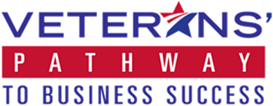 VETERANS'
PATHWAY
TO BUSINESS SUCCESS